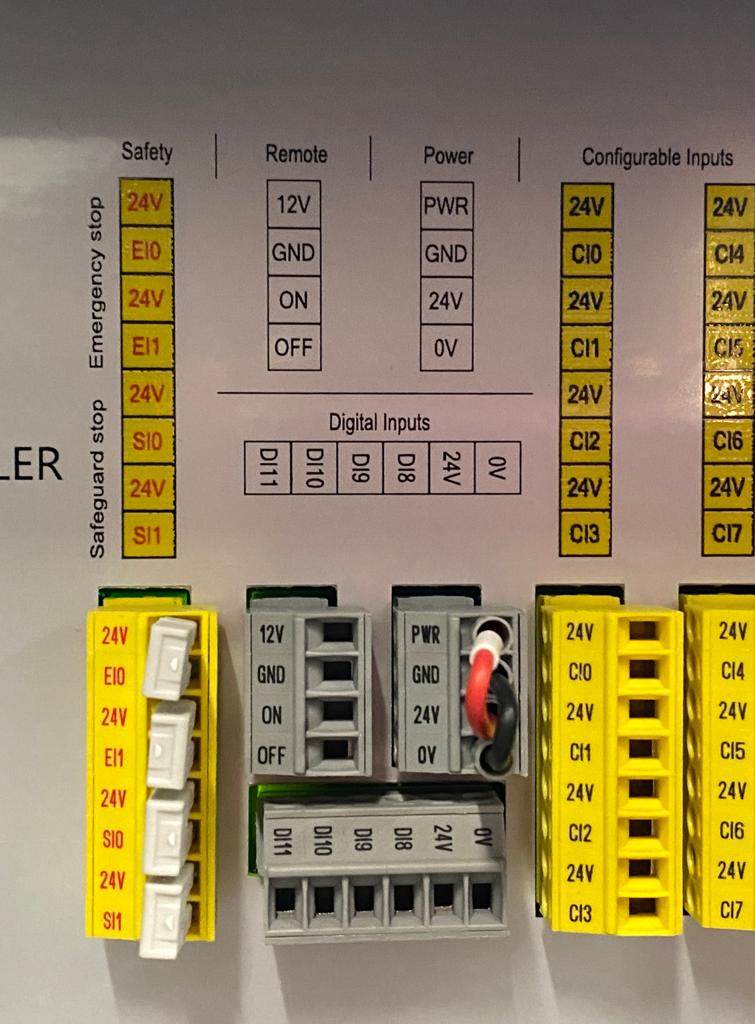 Safety
Remote
Power
Configurable Inputs
Emergency stop
24V
EI0
24V
EI1
Safeguard stop
24V
SI0
24V
SI1
12V
GND
ON
OFF
PWR
GND
24V
0V
24V
CI0
24V
CI1
24V
CI2
24V
CI3
24V
CI4
24V
CI5
24V
CI6
24V
CI7
Digital Inputs
DI11 DI10 DI9 DI8 24V 0V
LER
24V
EI0
24V
EI1
24V
SI0
24V
SI1
12V
GND
ON
OFF
PWR
GND
24V
0V
DI11 DI10 DI9 DI8 24V 0V
24V
CI0
24V
CI1
24V
CI2
24V
CI3
24V
CI4
24V
CI5
24V
CI6
24V
CI7